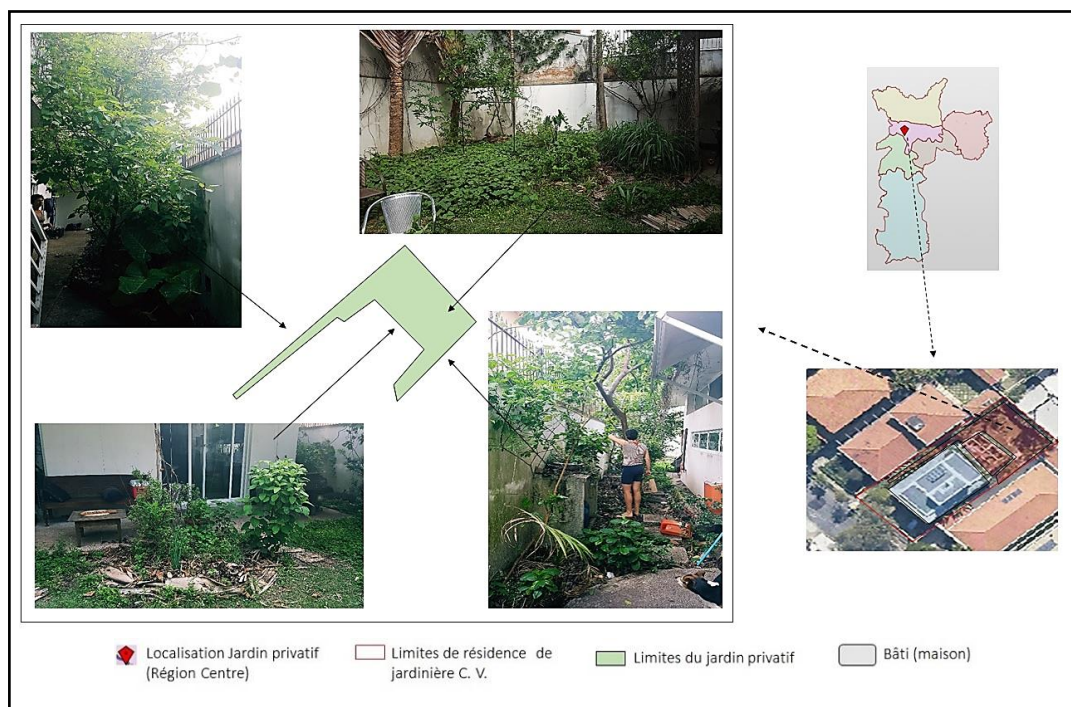 Localisation Jardin privatif
(Région Centre)
Limites de résidence de
jardinière C. V.
Limites du jardin privatif
Bâti (maison)